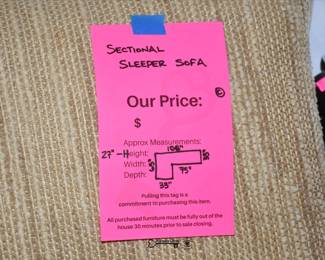 SECTIONAL
SLEEPER SOFA
©
Our Price:
$
Approx Measurements:
27" - Height:
Width:
Depth:
75"
35"
Pulling this tag is a
commitment to purchasing this item.
All purchased furniture must be fully out of the
house 30 minutes prior to sale closing.